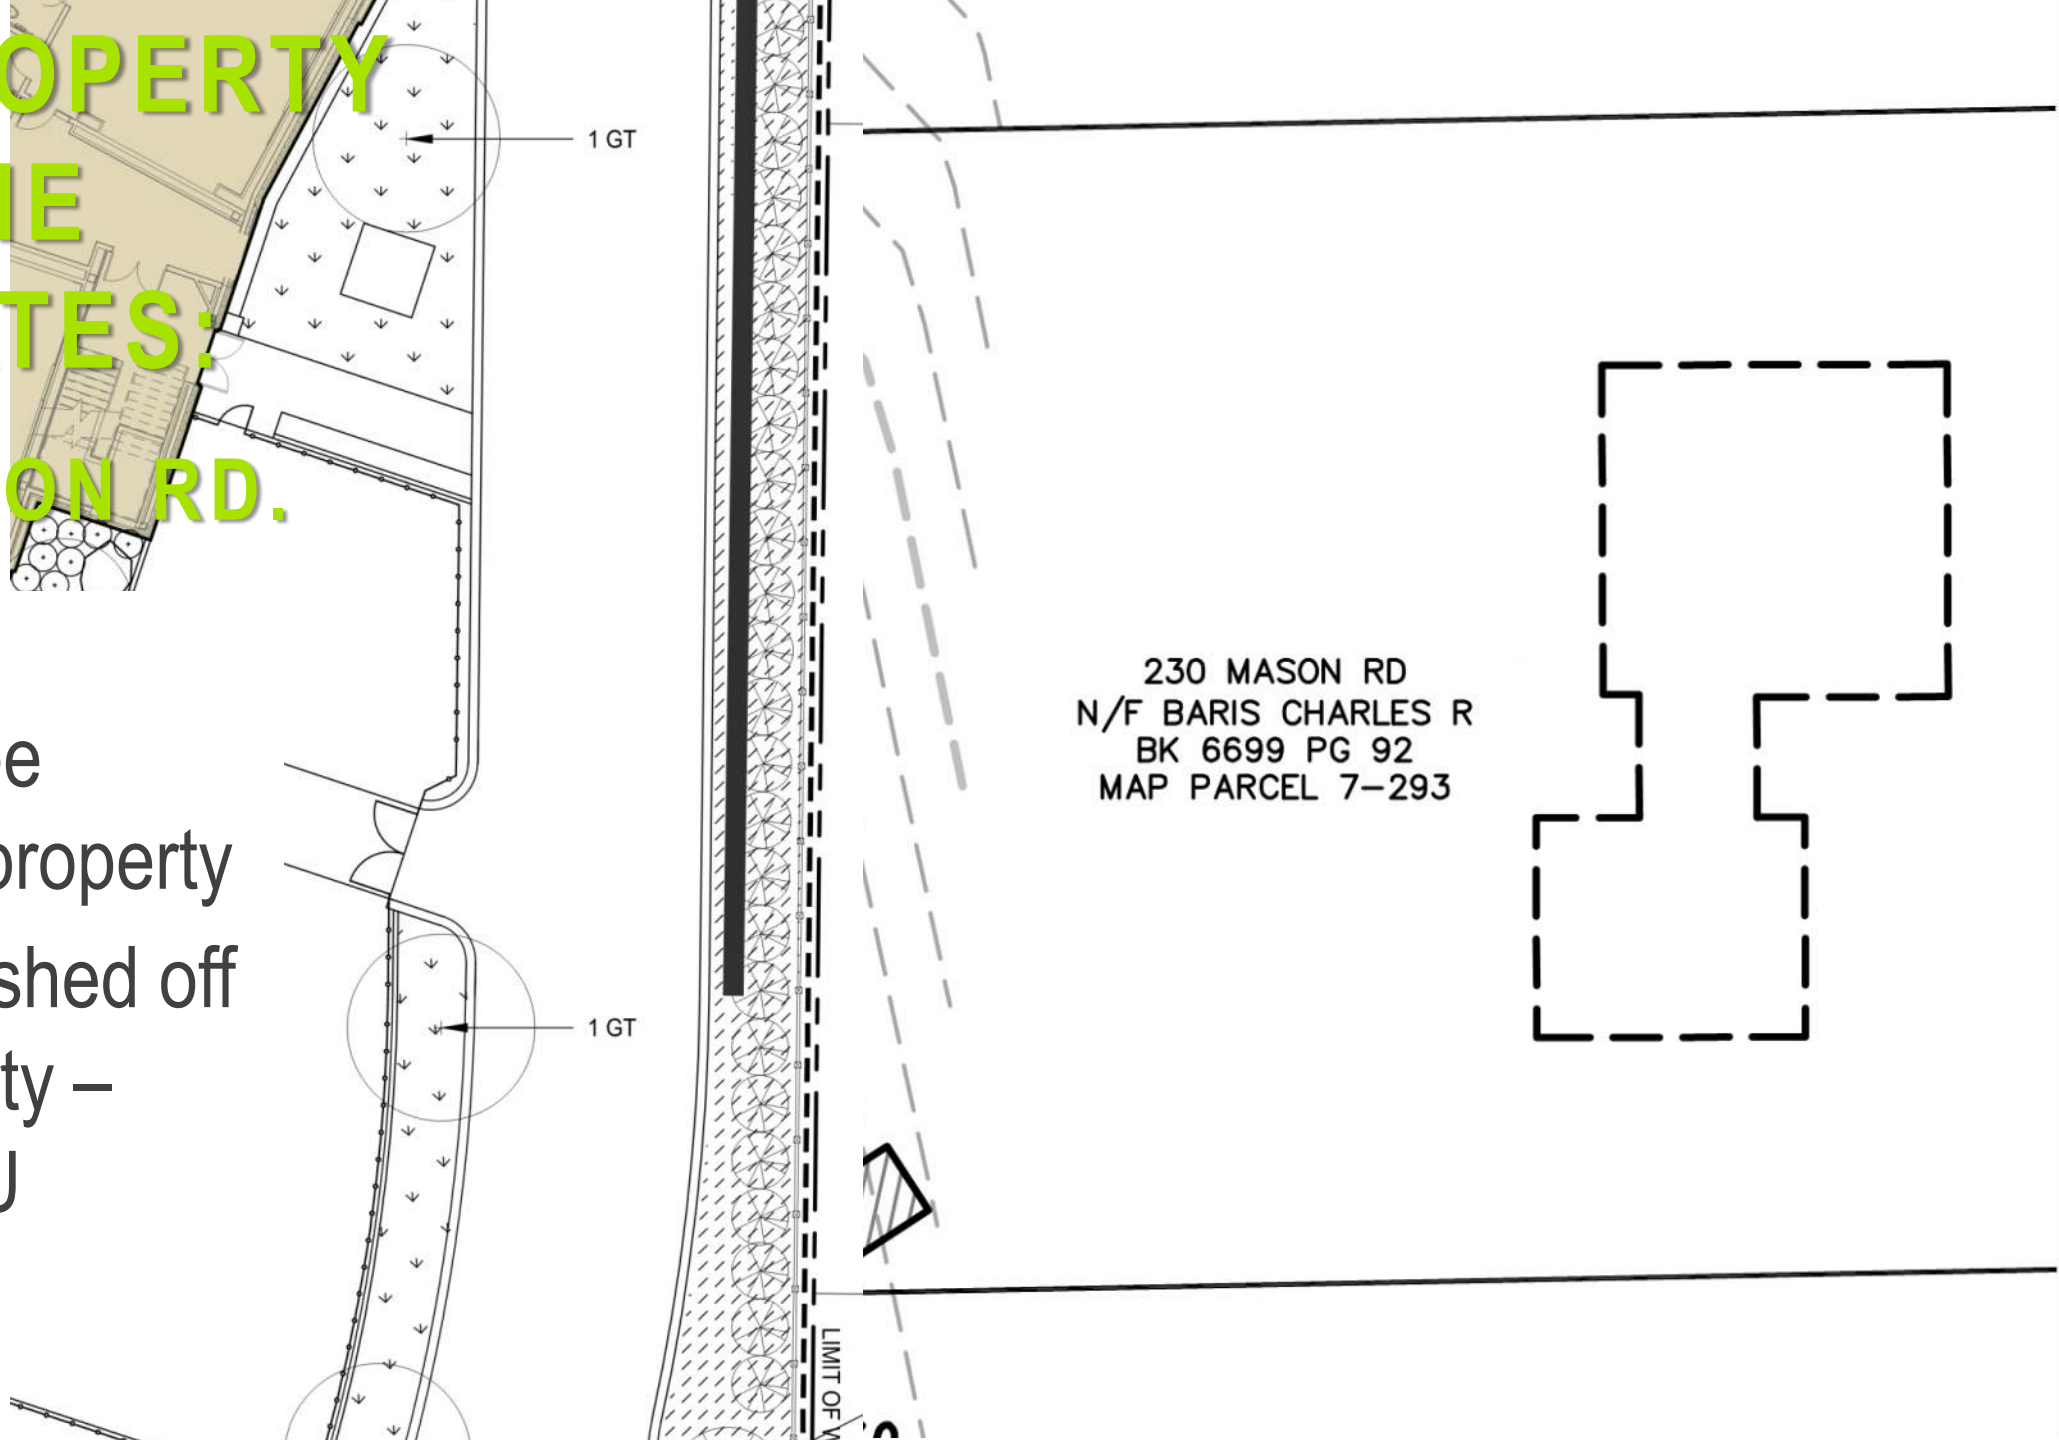 OPERTY
IE
TES:
ON RD.
e
property
shed off
ty –
1 GT
1 GT
230 MASON RD
N/F BARIS CHARLES R
BK 6699 PG 92
MAP PARCEL 7-293
LIMIT OF